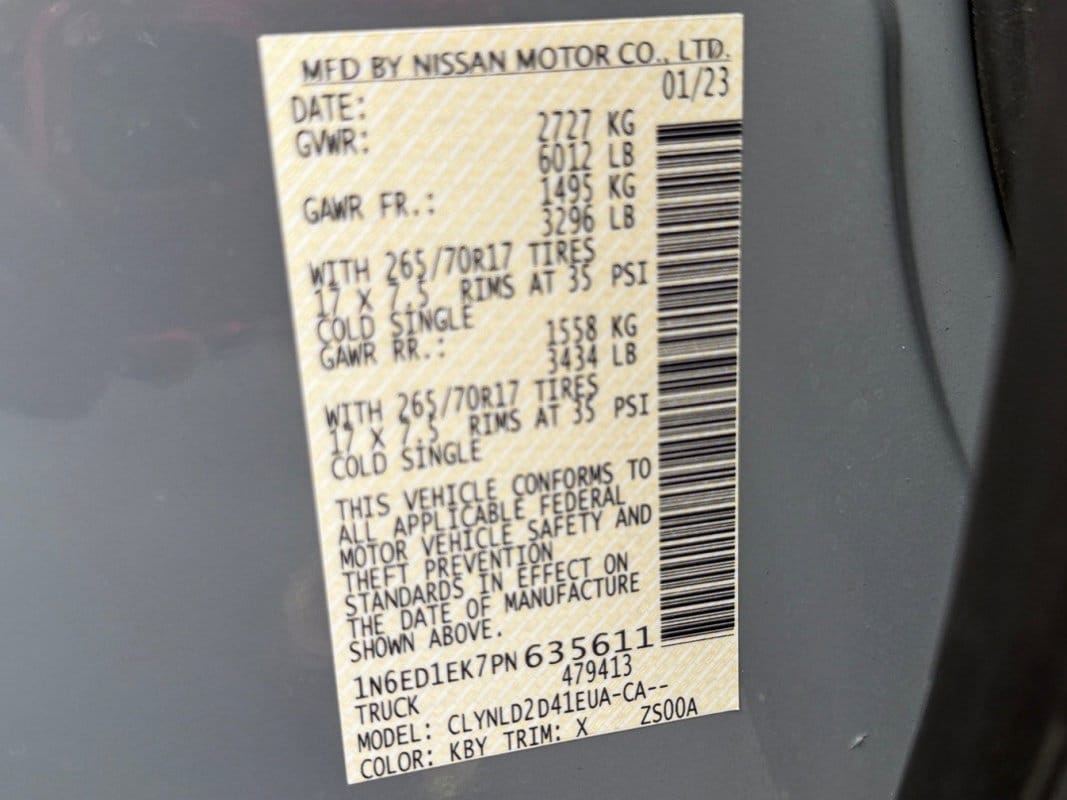 MFD BY NISSAN MOTOR CO., LTD.
DATE: 01/23
GVWR: 2727 KG
6012 LB
GAWR FR.: 1495 KG
3296 LB
WITH 265/70R17 TIRES
17 X 7.5 RIMS AT 35 PSI
COLD SINGLE
GAWR RR.: 1558 KG
3434 LB
WITH 265/70R17 TIRES
17 X 7.5 RIMS AT 35 PSI
COLD SINGLE
THIS VEHICLE CONFORMS TO
ALL APPLICABLE FEDERAL
MOTOR VEHICLE SAFETY AND
THEFT PREVENTION
STANDARDS IN EFFECT ON
THE DATE OF MANUFACTURE
SHOWN ABOVE.
1N6ED1EK7PN635611
TRUCK 479413
MODEL: CLYNLD2D41EUA-CA--
COLOR: KBY TRIM: X ZS00A